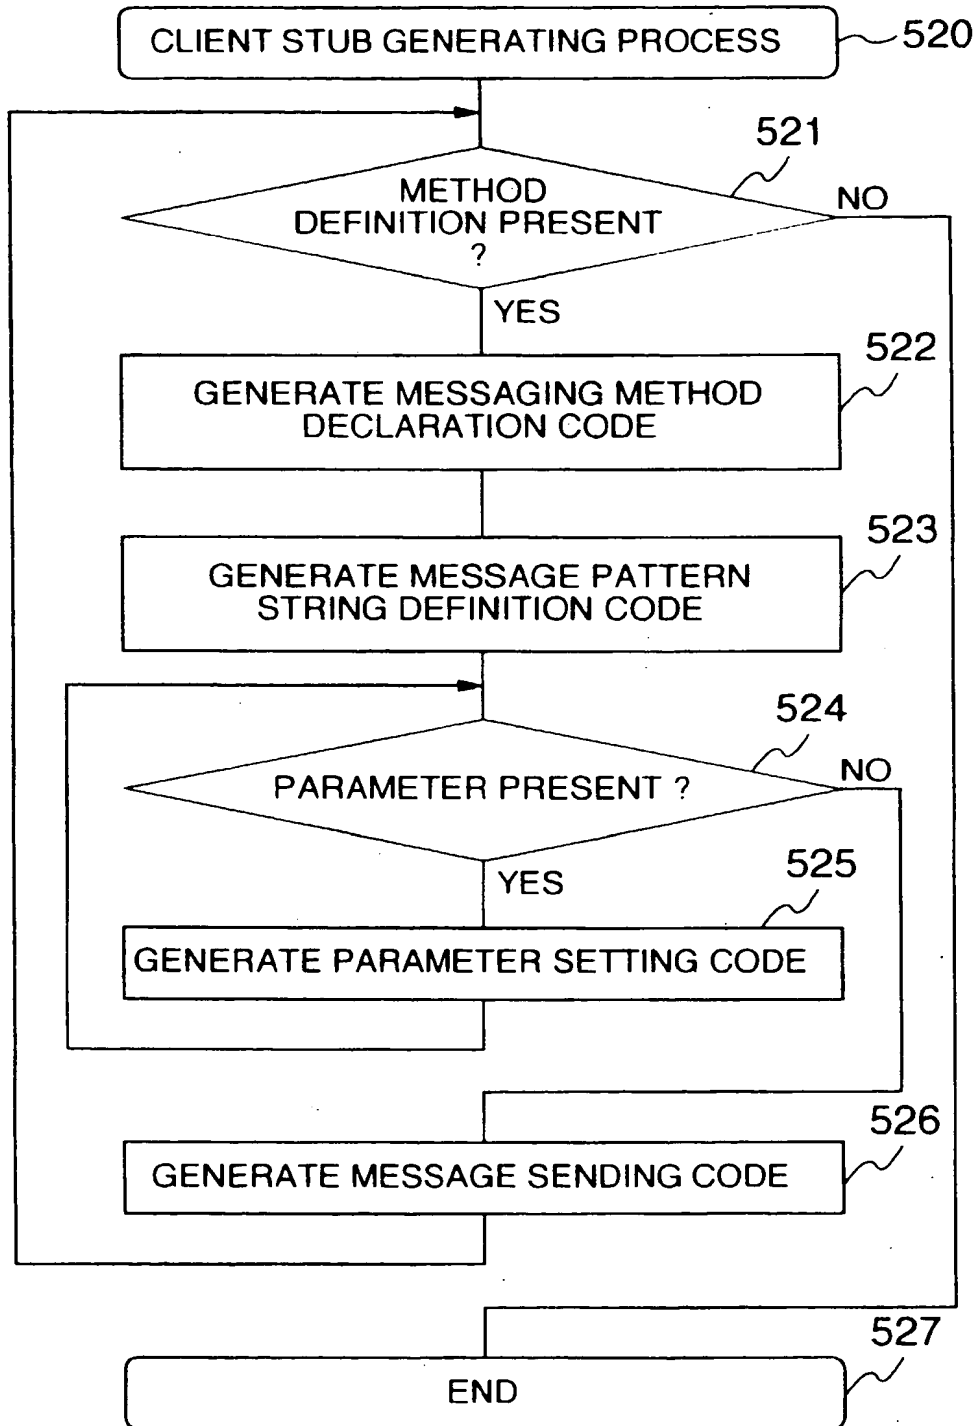 CLIENT STUB GENERATING PROCESS
520
521
METHOD
DEFINITION PRESENT
?
NO
YES
522
GENERATE MESSAGING METHOD
DECLARATION CODE
523
GENERATE MESSAGE PATTERN
STRING DEFINITION CODE
524
PARAMETER PRESENT ?
NO
YES
525
GENERATE PARAMETER SETTING CODE
526
GENERATE MESSAGE SENDING CODE
527
END